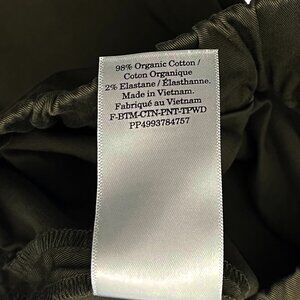 98% Organic Cotton /
Coton Organique
2% Elastane / Élasthanne.
Made in Vietnam.
Fabriqué au Vietnam
F-BTM-CTN-PNT-TPWD
PP4993784757